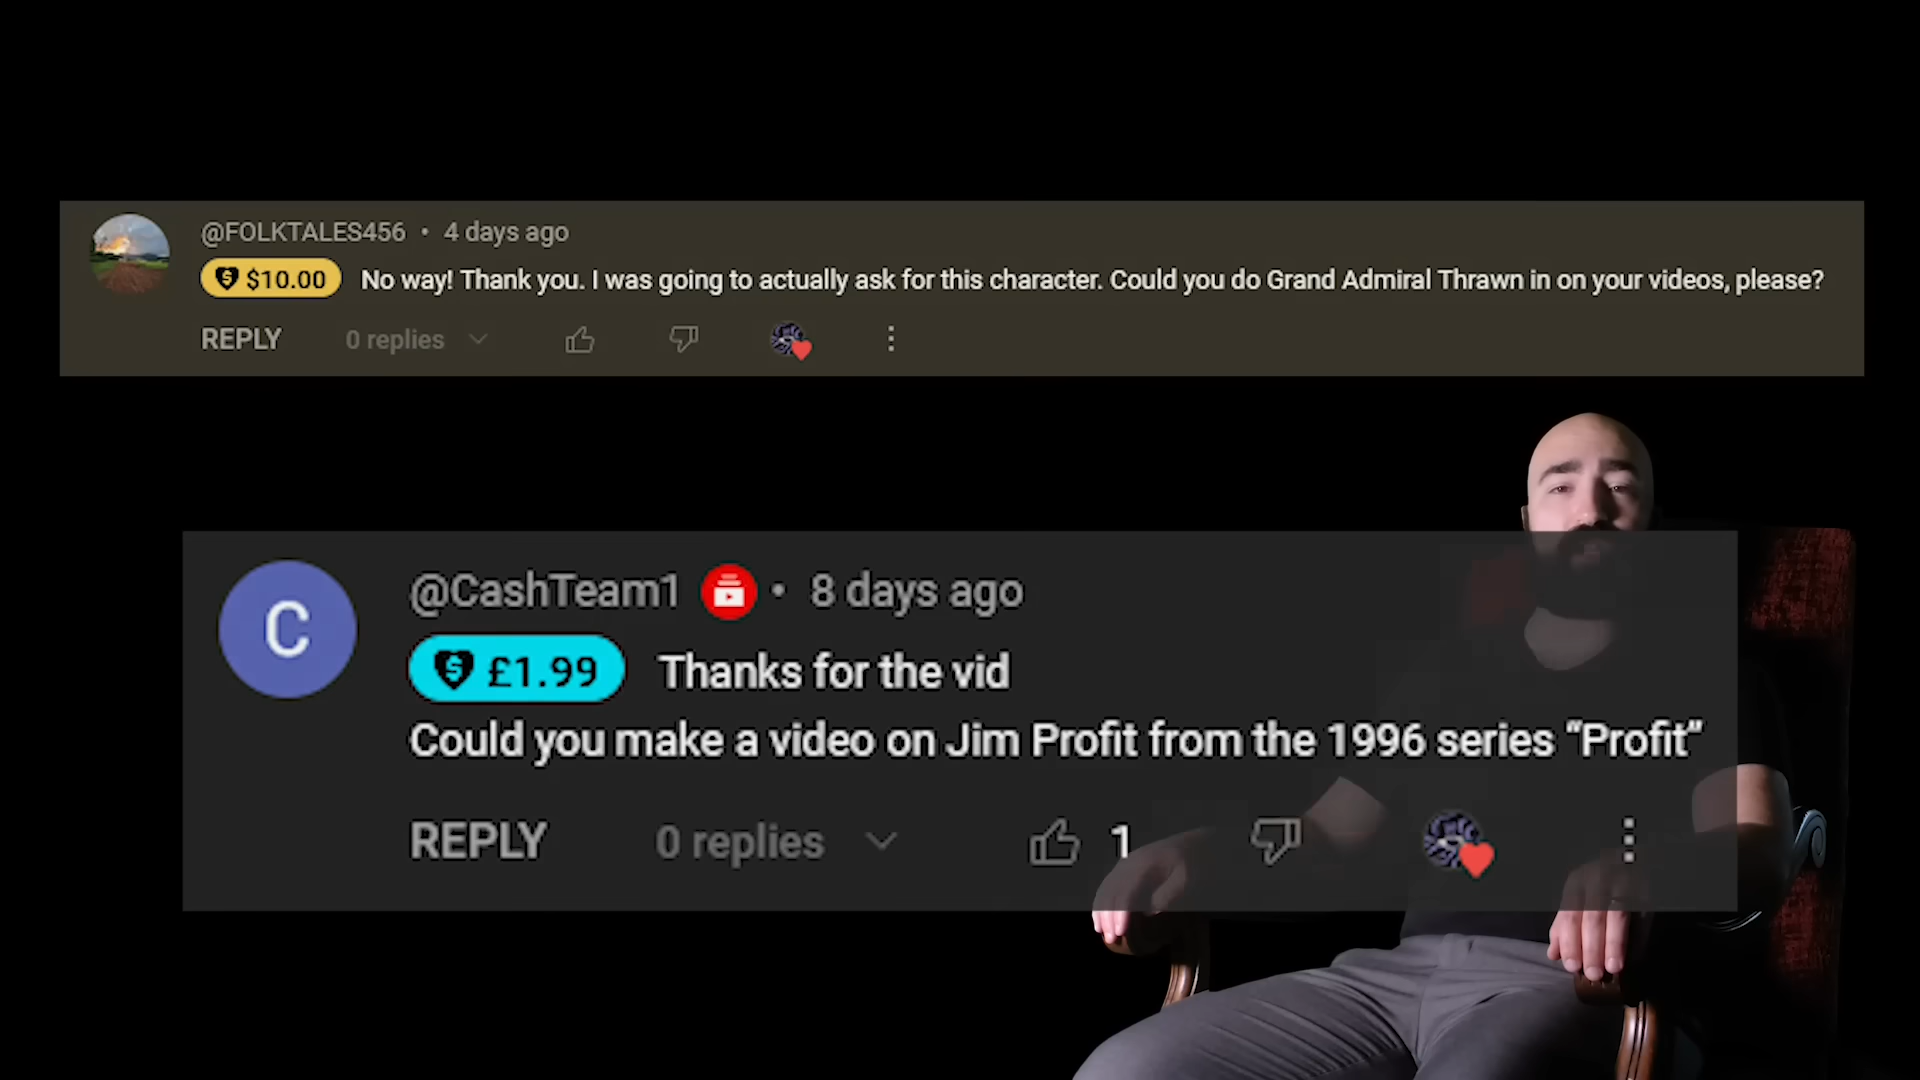 @FOLKTALES456 • 4 days ago
$10.00 No way! Thank you. I was going to actually ask for this character. Could you do Grand Admiral Thrawn in on your videos, please?
REPLY 0 replies
@CashTeam1 • 8 days ago
£1.99 Thanks for the vid
Could you make a video on Jim Profit from the 1996 series “Profit”
REPLY 0 replies 1
C